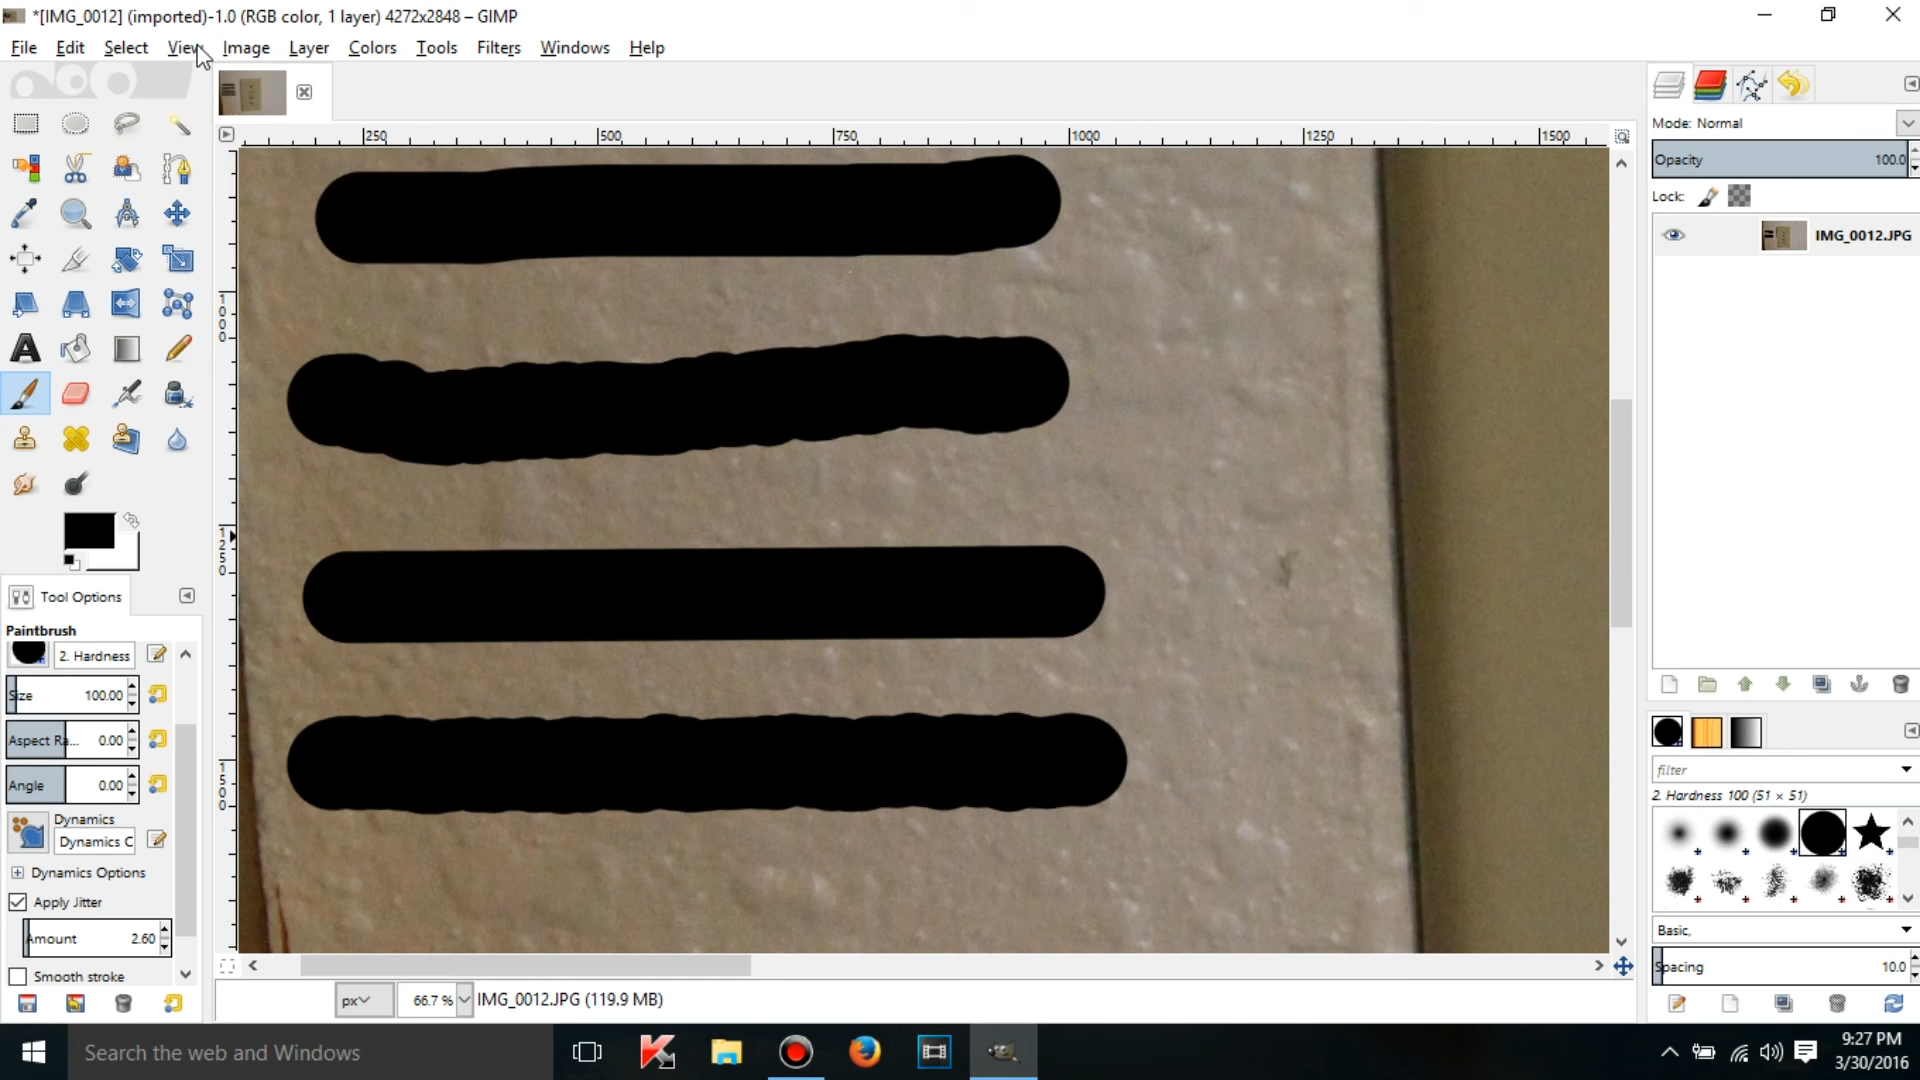 *[IMG_0012] (imported)-1.0 (RGB color, 1 layer) 4272x2848 – GIMP
File Edit Select View Image Layer Colors Tools Filters Windows Help
250 500 750 1000 1250 1500
Mode: Normal
Opacity 100.0
Lock:
IMG_0012.JPG
1000
1250
1500
Tool Options
Paintbrush
2. Hardness
Size 100.00
Aspect Ra... 0.00
Angle 0.00
Dynamics
Dynamics C
Dynamics Options
Apply Jitter
Amount 2.60
Smooth stroke
filter
2. Hardness 100 (51 × 51)
Basic,
Spacing 10.0
px 66.7 % IMG_0012.JPG (119.9 MB)
Search the web and Windows
9:27 PM
3/30/2016